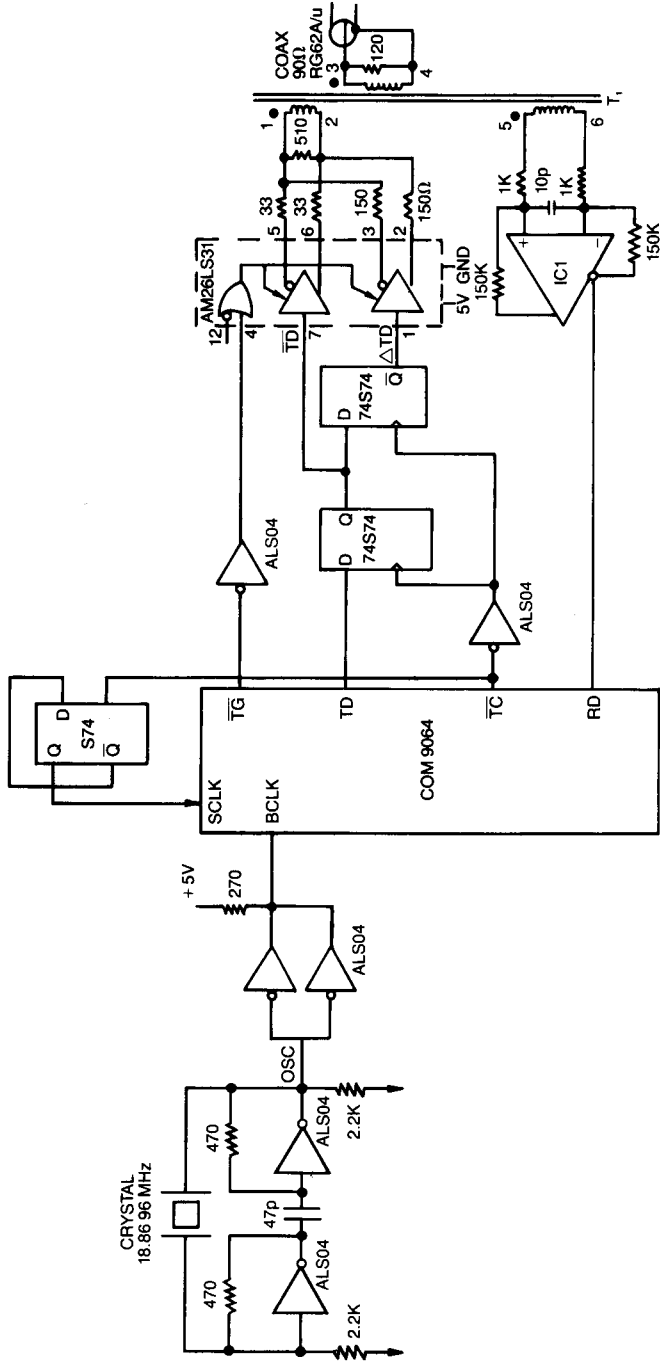 CRYSTAL
18.86 96 MHz
470
470
47p
ALS04
ALS04
2.2K
2.2K
OSC
+5V
270
ALS04
S74
D
Q
Q̅
SCLK
BCLK
COM 9064
T̅G̅
TD
T̅C̅
RD
ALS04
ALS04
D
Q
74S74
D
74S74
Q̅
T̅D̅
△TD
12
4
7
1
AM26LS31
5
6
3
2
5V GND
33
33
150
150Ω
510
1
2
COAX
90Ω
RG62A/u
3
120
4
T1
5
6
1K
10p
1K
150K
150K
+
−
IC1